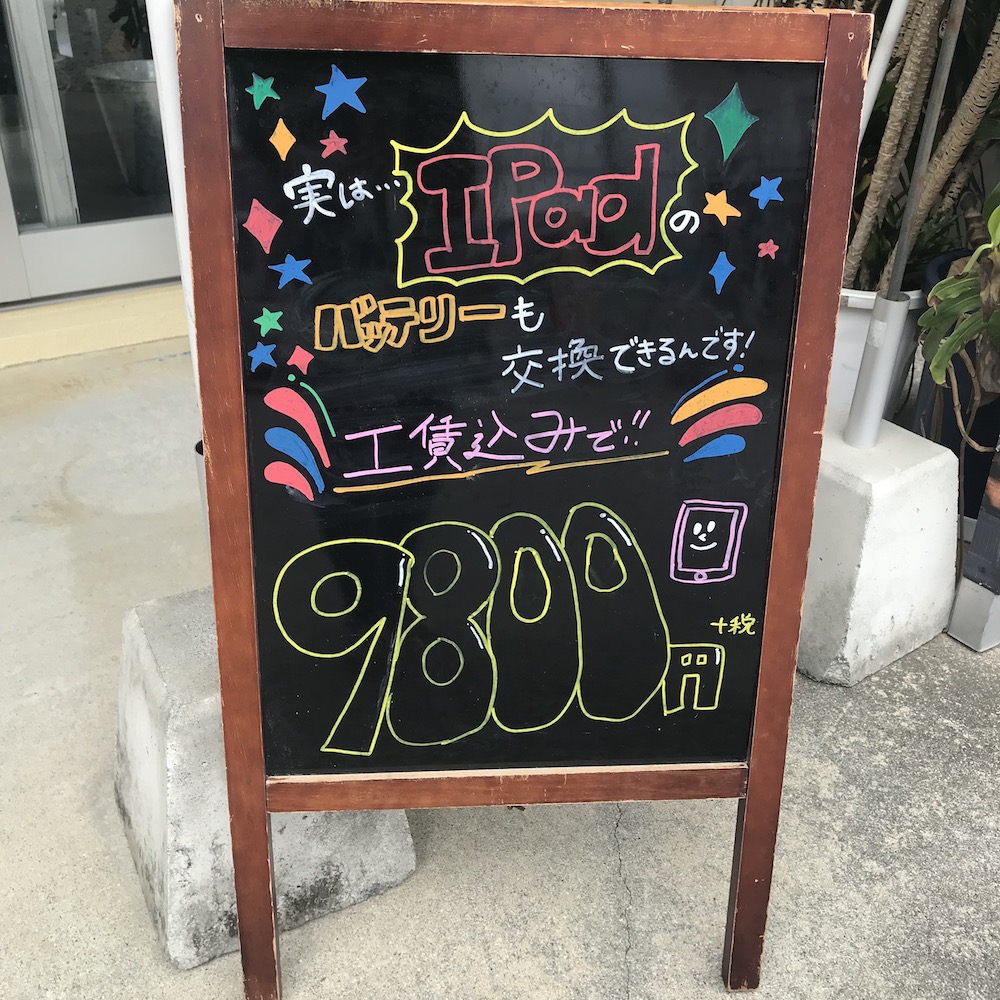 実は… IPadの
バッテリーも
交換できるんです!
工賃込みで!!
9800円
+税